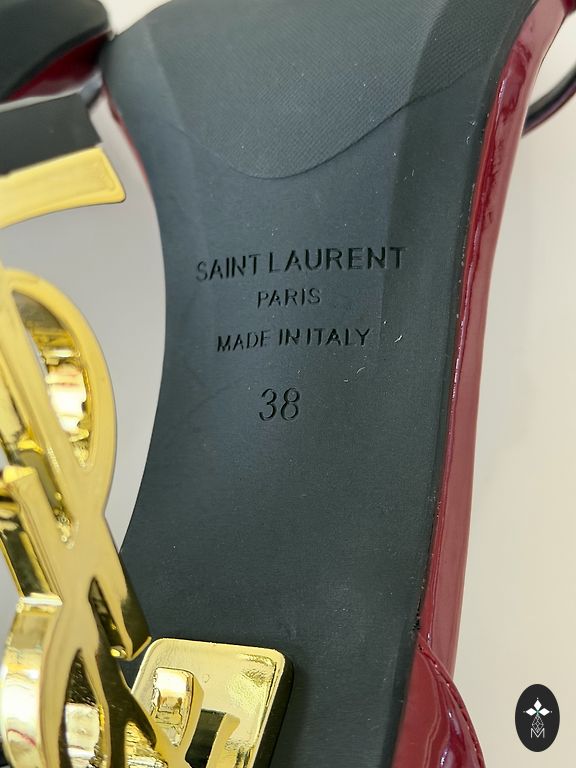 SAINT LAURENT
PARIS
MADE IN ITALY
38